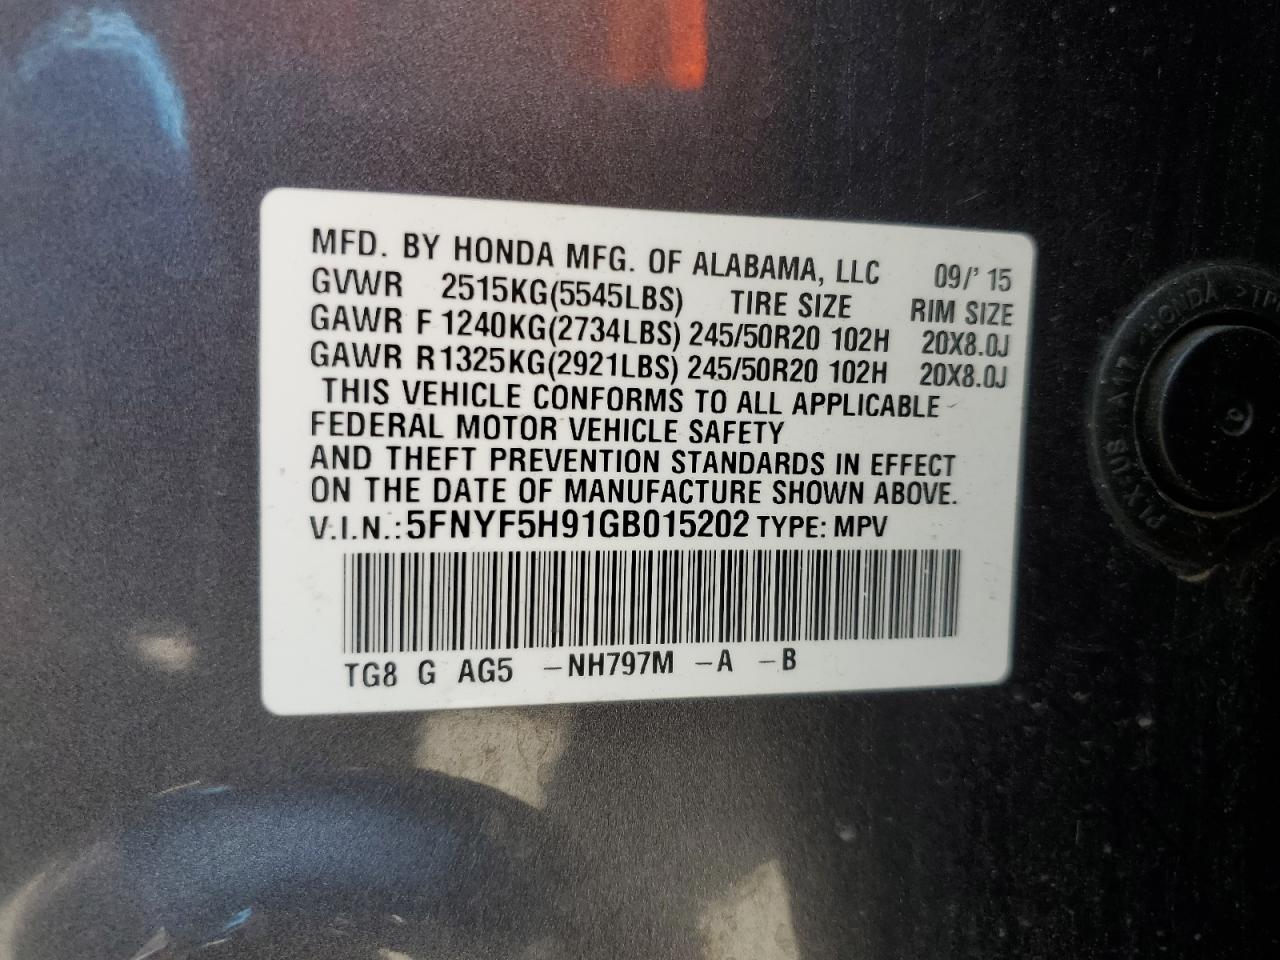 MFD. BY HONDA MFG. OF ALABAMA, LLC 09/'15
GVWR 2515KG(5545LBS) TIRE SIZE RIM SIZE
GAWR F 1240KG(2734LBS) 245/50R20 102H 20X8.0J
GAWR R 1325KG(2921LBS) 245/50R20 102H 20X8.0J
THIS VEHICLE CONFORMS TO ALL APPLICABLE
FEDERAL MOTOR VEHICLE SAFETY
AND THEFT PREVENTION STANDARDS IN EFFECT
ON THE DATE OF MANUFACTURE SHOWN ABOVE.
V.I.N.: 5FNYF5H91GB015202 TYPE: MPV
TG8 G AG5 -NH797M -A -B
A17 -HONDA